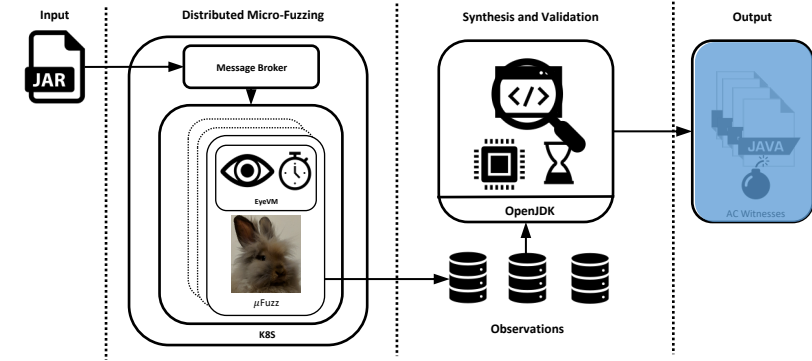 Input
Distributed Micro-Fuzzing
Synthesis and Validation
Output
JAR
Message Broker
EyeVM
μFuzz
K8S
</>
OpenJDK
Observations
JAVA
AC Witnesses